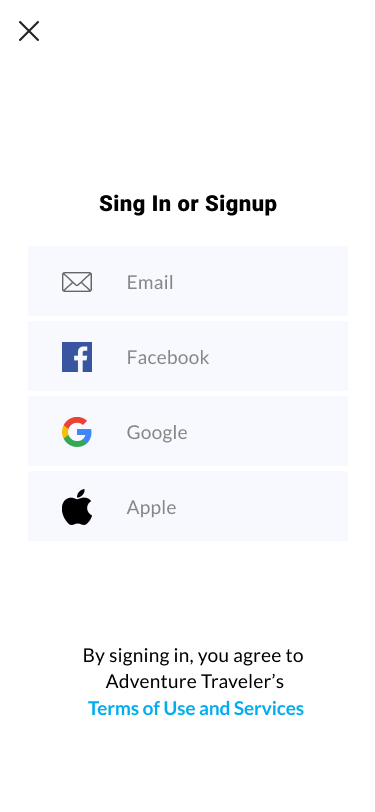 Sing In or Signup
Email
Facebook
Google
Apple
By signing in, you agree to
Adventure Traveler’s
Terms of Use and Services